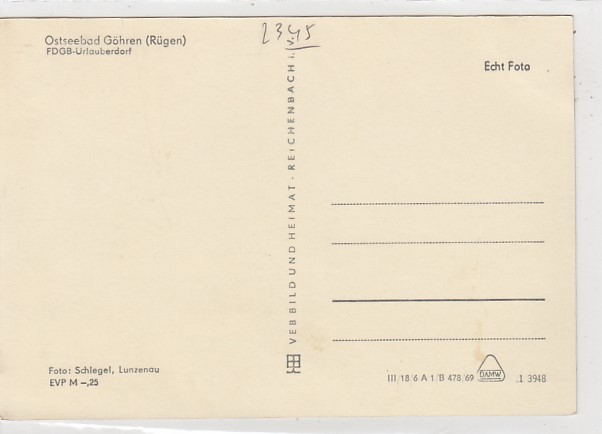 Ostseebad Göhren (Rügen)
FDGB-Urlauberdorf
2345
Echt Foto
VEB BILD UND HEIMAT · REICHENBACH i. V.
Foto: Schlegel, Lunzenau
EVP M –,25
III/18/6 A 1/B 478/69
DAMW
.1 3948